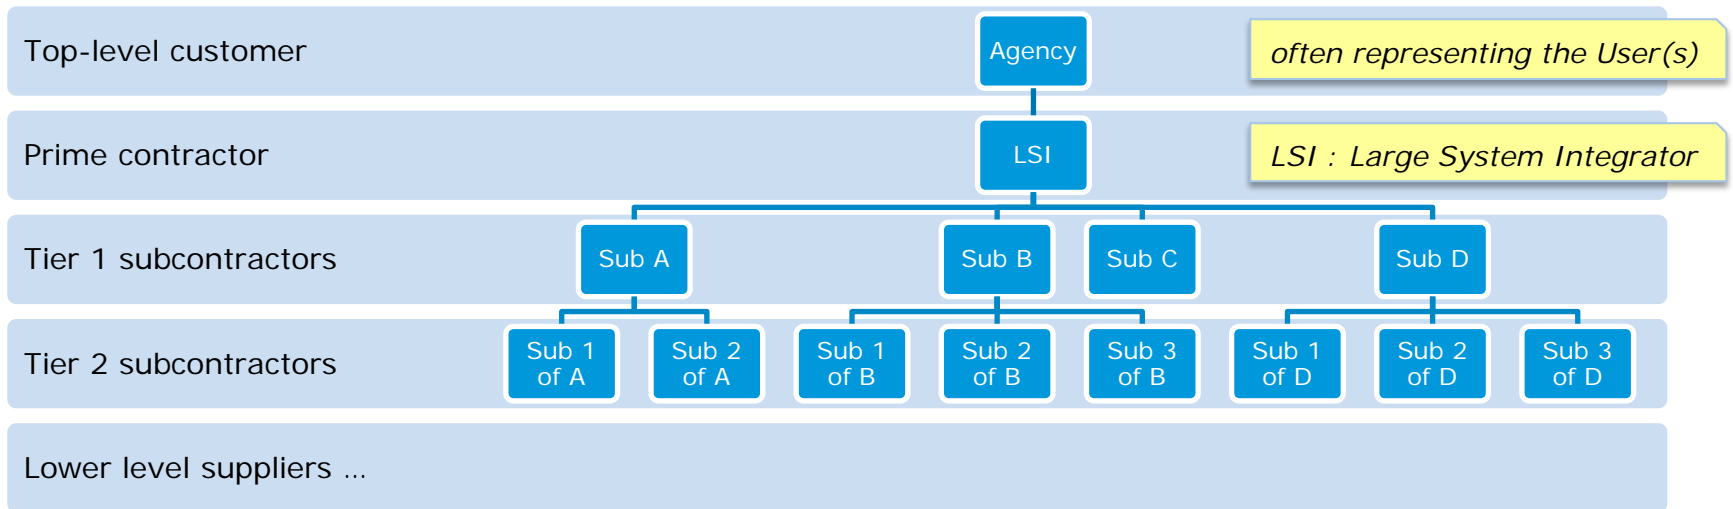 Top-level customer
Agency
often representing the User(s)
Prime contractor
LSI
LSI : Large System Integrator
Tier 1 subcontractors
Sub A
Sub B
Sub C
Sub D
Tier 2 subcontractors
Sub 1
of A
Sub 2
of A
Sub 1
of B
Sub 2
of B
Sub 3
of B
Sub 1
of D
Sub 2
of D
Sub 3
of D
Lower level suppliers ...